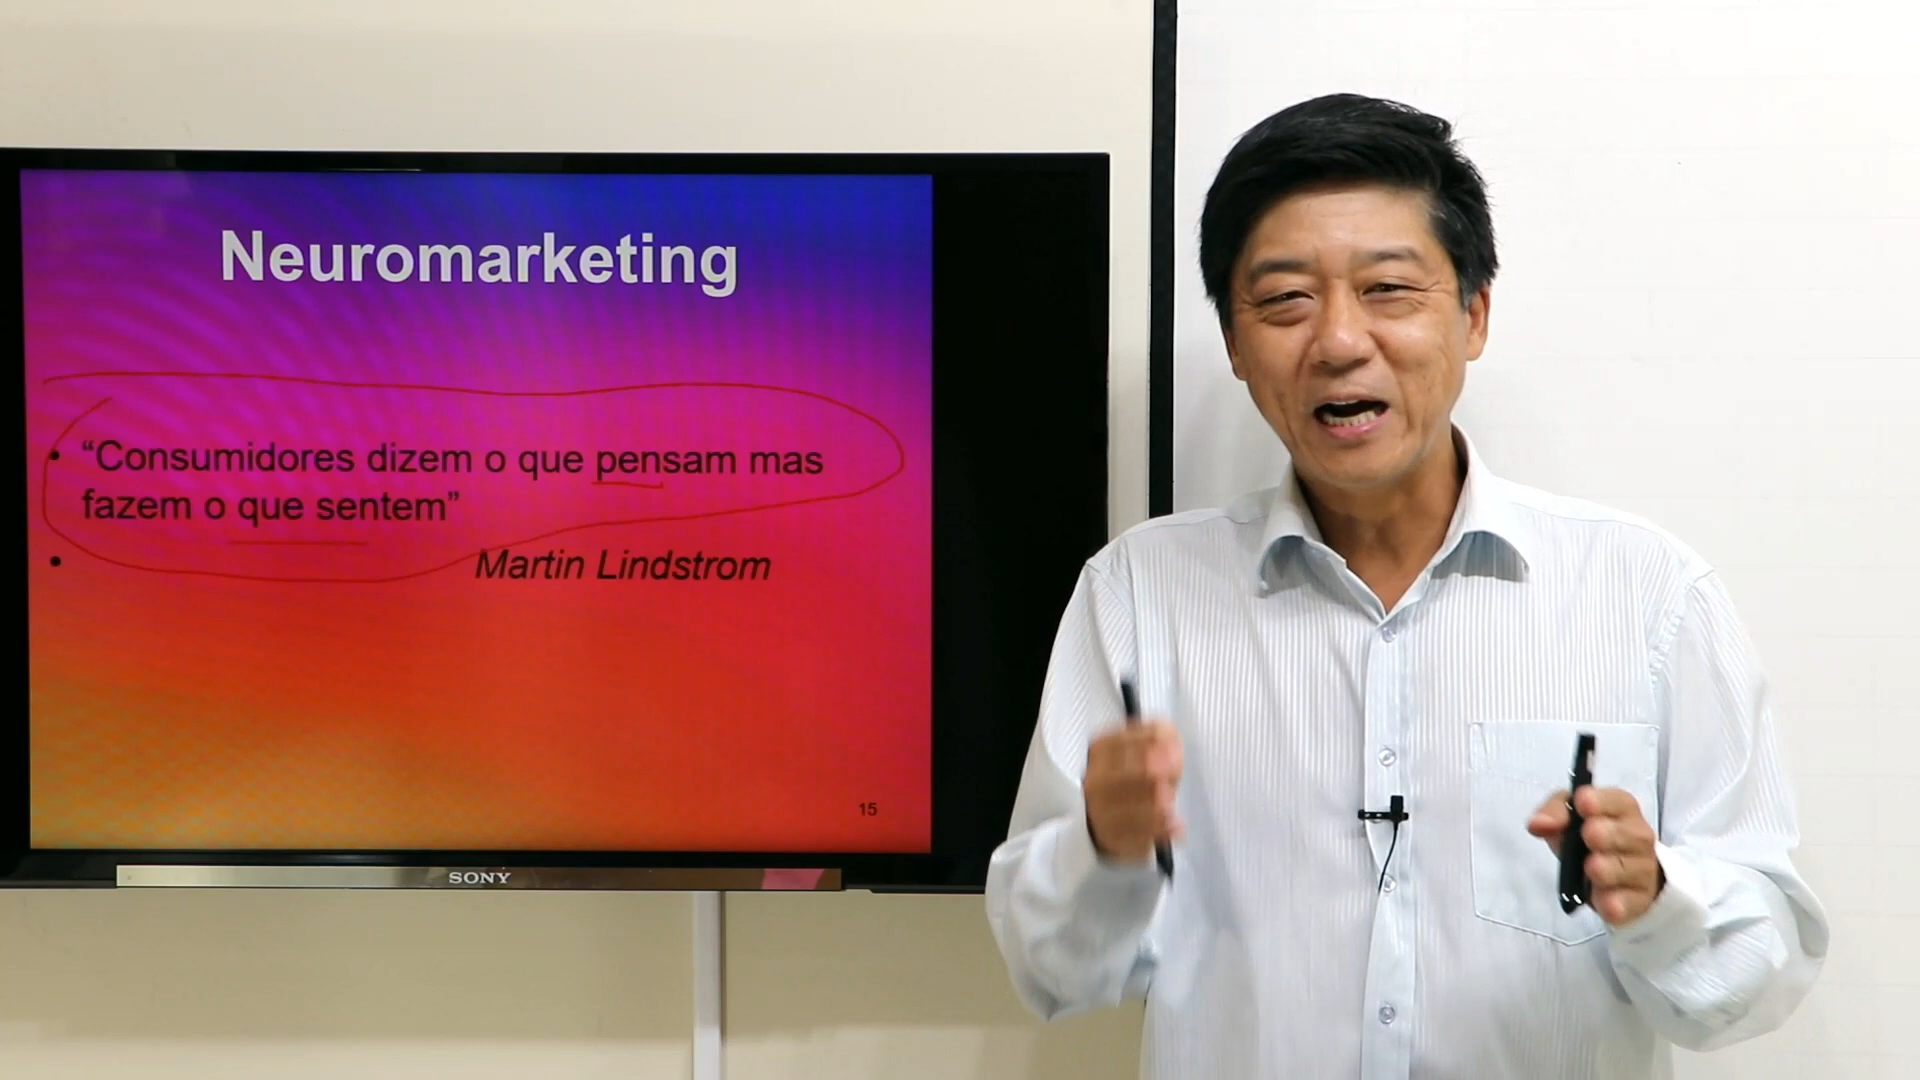 Neuromarketing
• “Consumidores dizem o que pensam mas
fazem o que sentem”
• Martin Lindstrom
15
SONY